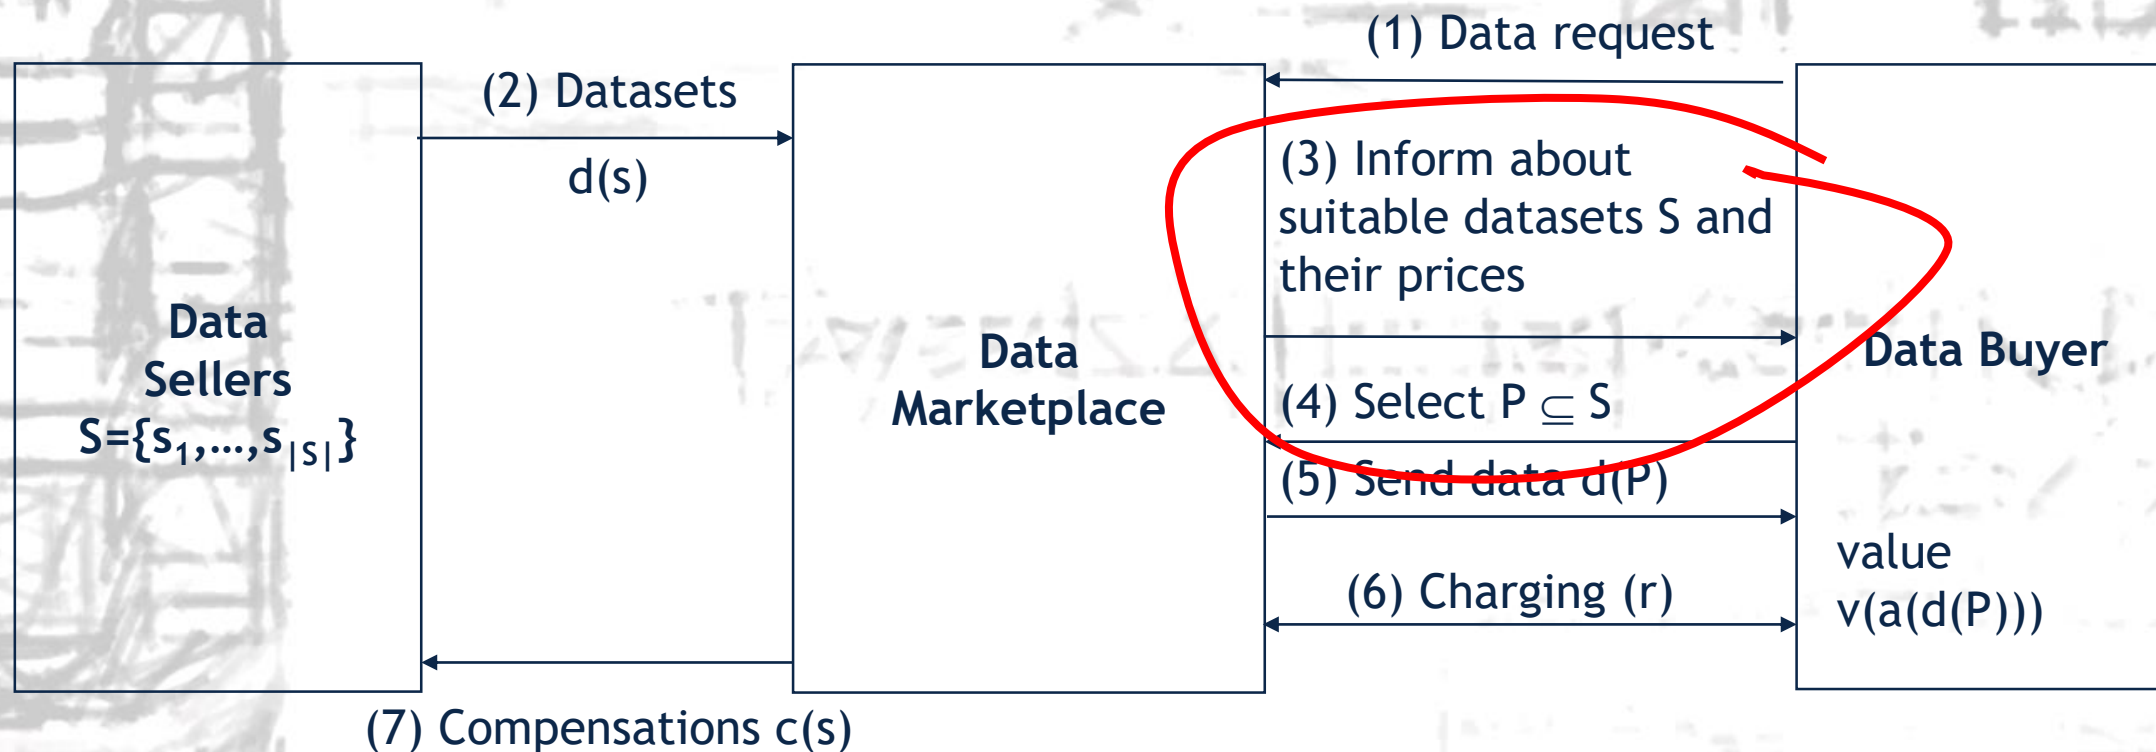 (1) Data request
(2) Datasets
d(s)
(3) Inform about
suitable datasets S and
their prices
Data
Sellers
S={s₁,…,s|S|}
Data
Marketplace
Data Buyer
(4) Select P ⊆ S
(5) Send data d(P)
(6) Charging (r)
value
v(a(d(P)))
(7) Compensations c(s)